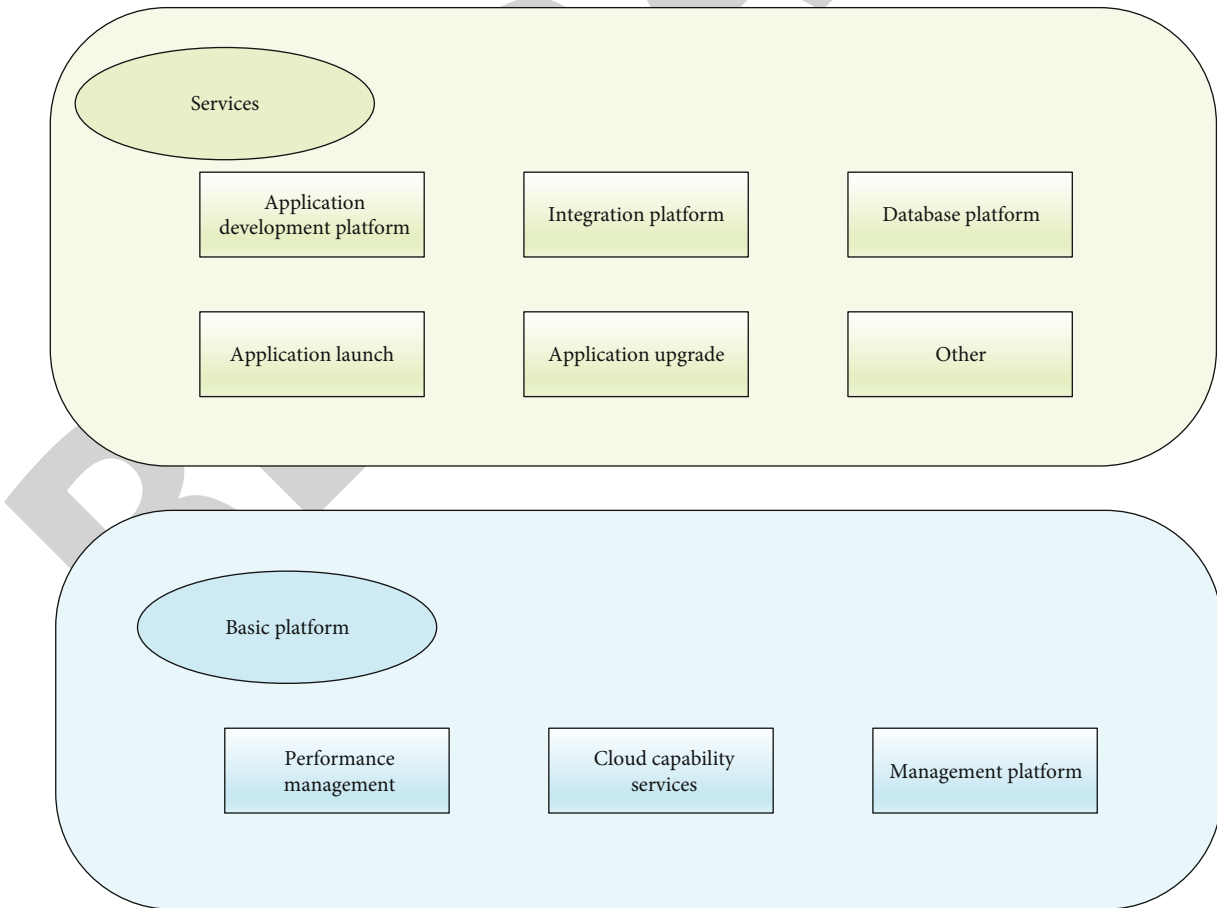 Services
Application
development platform
Integration platform
Database platform
Application launch
Application upgrade
Other
Basic platform
Performance
management
Cloud capability
services
Management platform